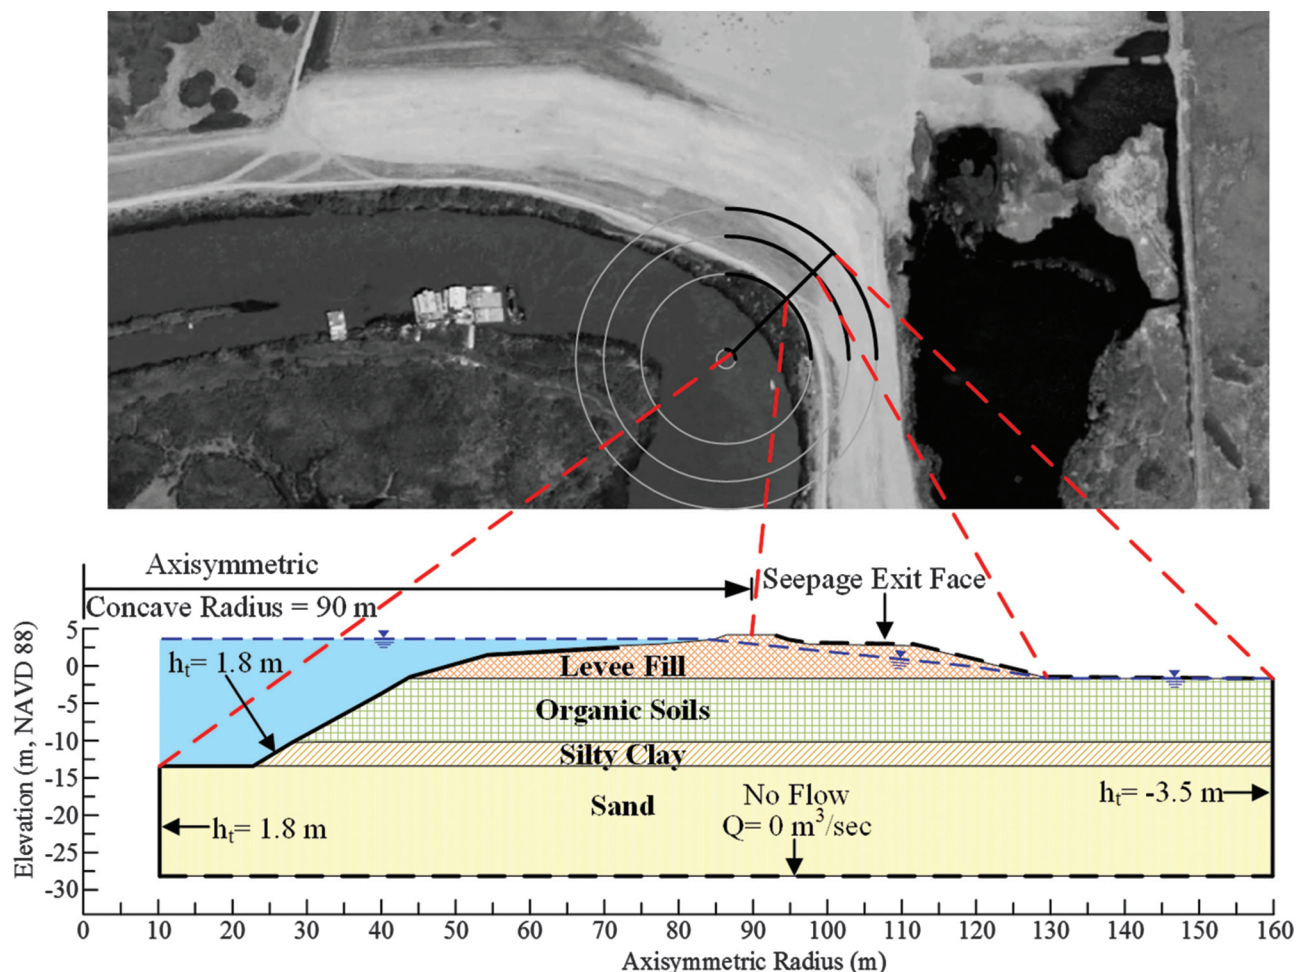 Axisymmetric
Concave Radius = 90 m
Seepage Exit Face
hₜ= 1.8 m
Levee Fill
Organic Soils
Silty Clay
Sand
No Flow
Q= 0 m³/sec
hₜ= 1.8 m
hₜ= -3.5 m
Elevation (m, NAVD 88)
5
0
-5
-10
-15
-20
-25
-30
0 10 20 30 40 50 60 70 80 90 100 110 120 130 140 150 160
Axisymmetric Radius (m)